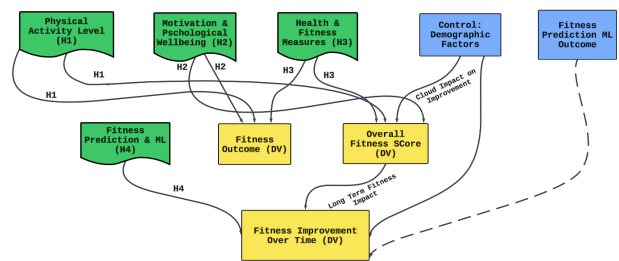 Physical
Activity Level
(H1)
Motivation &
Pschological
Wellbeing (H2)
Health &
Fitness
Measures (H3)
Control:
Demographic
Factors
Fitness
Prediction ML
Outcome
H1
H1
H2
H2
H3
H3
Cloud Impact on
Improvement
Fitness
Prediction & ML
(H4)
Fitness
Outcome (DV)
Overall
Fitness SCore
(DV)
H4
Long Term Fitness
Impact
Fitness Improvement
Over Time (DV)